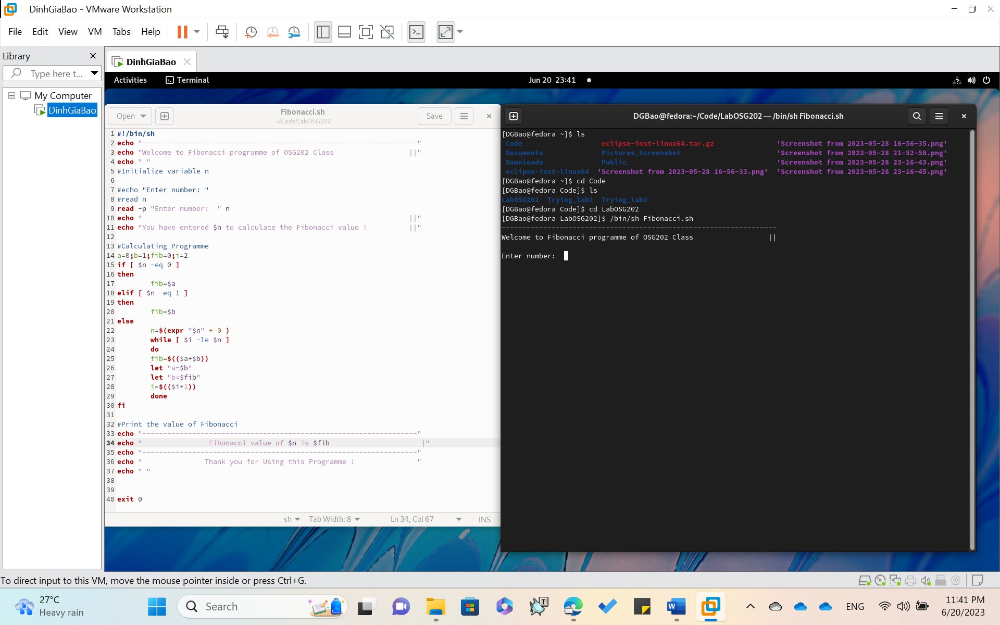 DinhGiaBao - VMware Workstation
File Edit View VM Tabs Help
Library
Type here t...
My Computer
DinhGiaBao
DinhGiaBao
Activities Terminal Jun 20 23:41
Open Fibonacci.sh Save
~/Code/LabOSG202
1 #!/bin/sh
2 echo "------------------------------------------------------------------"
3 echo "Welcome to Fibonacci programme of OSG202 Class                  ||"
4 echo " "
5 #Initialize variable n
6
7 #echo "Enter number: "
8 #read n
9 read -p "Enter number:  " n
10 echo "                                                                ||"
11 echo "You have entered $n to calculate the Fibonacci value !          ||"
12
13 #Calculating Programme
14 a=0;b=1;fib=0;i=2
15 if [ $n -eq 0 ]
16 then
17         fib=$a
18 elif [ $n -eq 1 ]
19 then
20         fib=$b
21 else
22         n=$(expr "$n" + 0 )
23         while [ $i -le $n ]
24         do
25         fib=$(($a+$b))
26         let "a=$b"
27         let "b=$fib"
28         i=$(($i+1))
29         done
30 fi
31
32 #Print the value of Fibonacci
33 echo "------------------------------------------------------------------"
34 echo "                Fibonacci value of $n is $fib                      |"
35 echo "------------------------------------------------------------------"
36 echo "               Thank you for Using this Programme !               "
37 echo " "
38
39
40 exit 0
sh Tab Width: 8 Ln 34, Col 67 INS
DGBao@fedora:~/Code/LabOSG202 — /bin/sh Fibonacci.sh
[DGBao@fedora ~]$ ls
Code eclipse-inst-linux64.tar.gz 'Screenshot from 2023-05-28 16-56-35.png'
Documents Pictures_Screenshot 'Screenshot from 2023-05-28 21-52-58.png'
Downloads Public 'Screenshot from 2023-05-28 23-16-43.png'
eclipse-inst-linux64 'Screenshot from 2023-05-28 16-56-33.png' 'Screenshot from 2023-05-28 23-16-45.png'
[DGBao@fedora ~]$ cd Code
[DGBao@fedora Code]$ ls
LabOSG202 Trying_lab2 Trying_lab3
[DGBao@fedora Code]$ cd LabOSG202
[DGBao@fedora LabOSG202]$ /bin/sh Fibonacci.sh
------------------------------------------------------------------
Welcome to Fibonacci programme of OSG202 Class                  ||
Enter number:
To direct input to this VM, move the mouse pointer inside or press Ctrl+G.
27°C
Heavy rain
Search
ENG
11:41 PM
6/20/2023